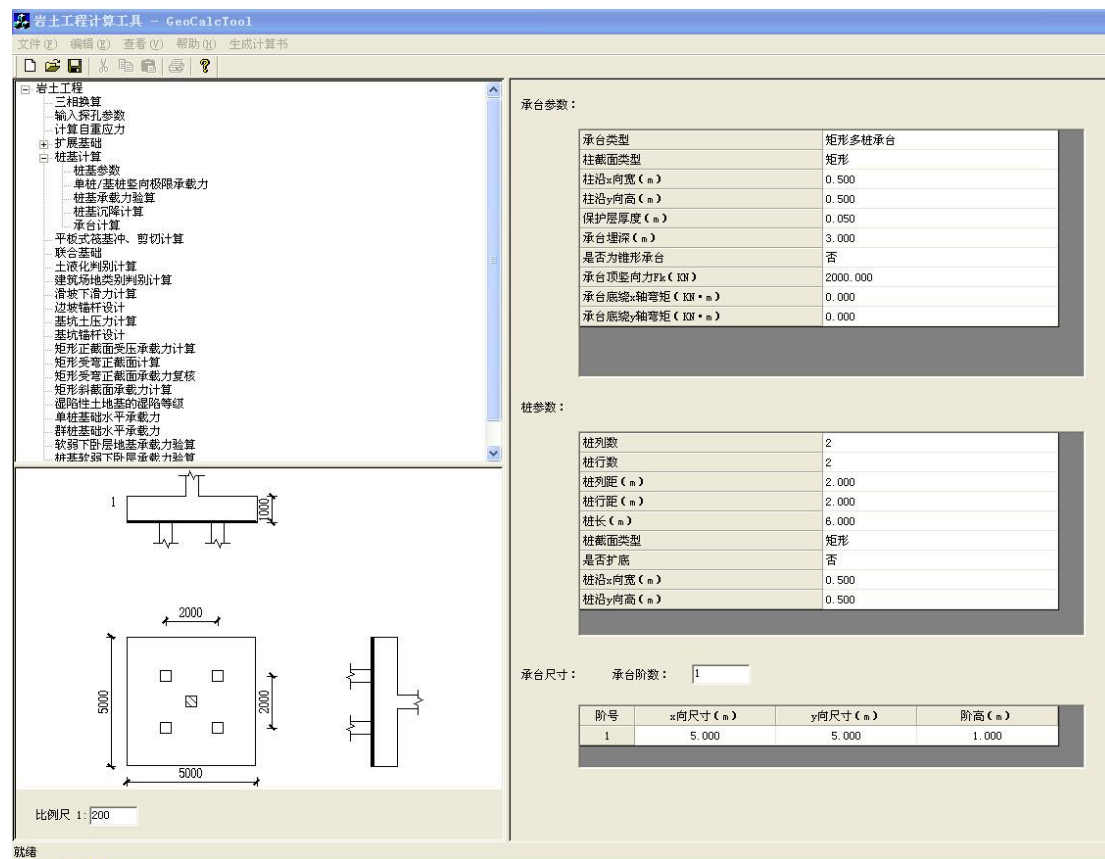 岩土工程计算工具 - GeoCalcTool
文件(F) 编辑(E) 查看(V) 帮助(H) 生成计算书
岩土工程
三相换算
输入探孔参数
计算自重应力
扩展基础
桩基计算
桩基参数
单桩/基桩竖向极限承载力
桩基承载力验算
桩基沉降计算
承台计算
平板式筏基冲、剪切计算
联合基础
土液化判别计算
建筑场地类别判别计算
滑坡下滑力计算
边坡锚杆设计
基坑土压力计算
基坑锚杆设计
矩形正截面受压承载力计算
矩形受弯正截面计算
矩形受弯正截面承载力复核
矩形斜截面承载力计算
湿陷性土地基的湿陷等级
单桩基础水平承载力
群桩基础水平承载力
软弱下卧层地基承载力验算
桩基软弱下卧层承载力验算
1
1000
2000
5000
2000
5000
比例尺 1: 200
承台参数:
承台类型 矩形多桩承台
柱截面类型 矩形
柱沿x向宽(m) 0.500
柱沿y向高(m) 0.500
保护层厚度(m) 0.050
承台埋深(m) 3.000
是否为锥形承台 否
承台顶竖向力Fk(KN) 2000.000
承台底绕x轴弯矩(KN·m) 0.000
承台底绕y轴弯矩(KN·m) 0.000
桩参数:
桩列数 2
桩行数 2
桩列距(m) 2.000
桩行距(m) 2.000
桩长(m) 6.000
桩截面类型 矩形
是否扩底 否
桩沿x向宽(m) 0.500
桩沿y向高(m) 0.500
承台尺寸: 承台阶数: 1
阶号 x向尺寸(m) y向尺寸(m) 阶高(m)
1 5.000 5.000 1.000
就绪